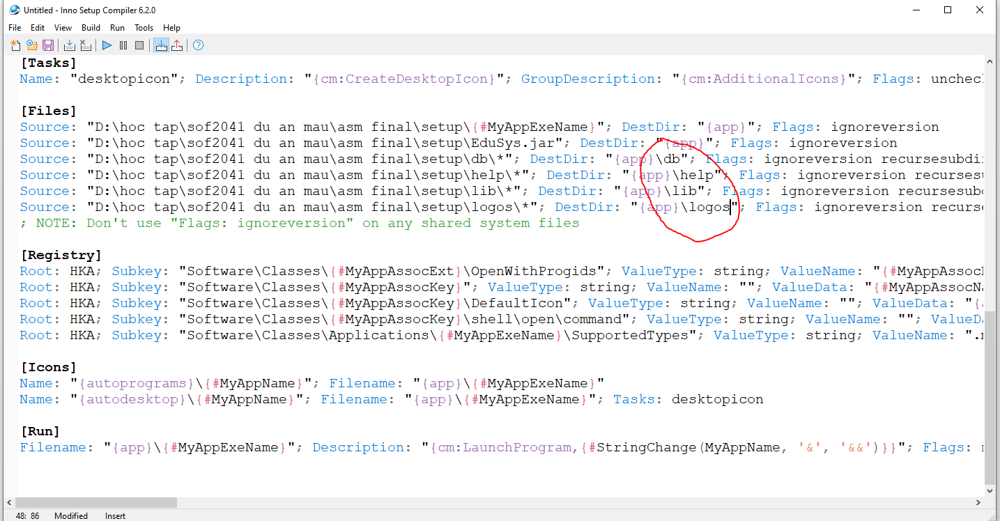 Untitled - Inno Setup Compiler 6.2.0
File Edit View Build Run Tools Help
[Tasks]
Name: "desktopicon"; Description: "{cm:CreateDesktopIcon}"; GroupDescription: "{cm:AdditionalIcons}"; Flags:
[Files]
Source: "D:\hoc tap\sof2041 du an mau\asm final\setup\{#MyAppExeName}"; DestDir: "{app}"; Flags: ignoreversion
Source: "D:\hoc tap\sof2041 du an mau\asm final\setup\EduSys.jar"; DestDir: "{app}"; Flags: ignoreversion
Source: "D:\hoc tap\sof2041 du an mau\asm final\setup\db\*"; DestDir: "{app}\db"; Flags: ignoreversion
Source: "D:\hoc tap\sof2041 du an mau\asm final\setup\help\*"; DestDir: "{app}\help"; Flags: ignoreversion
Source: "D:\hoc tap\sof2041 du an mau\asm final\setup\lib\*"; DestDir: "{app}\lib"; Flags: ignoreversion
Source: "D:\hoc tap\sof2041 du an mau\asm final\setup\logos\*"; DestDir: "{app}\logos"; Flags: ignoreversion
; NOTE: Don't use "Flags: ignoreversion" on any shared system files
[Registry]
Root: HKA; Subkey: "Software\Classes\{#MyAppAssocExt}\OpenWithProgids"; ValueType: string; ValueName:
Root: HKA; Subkey: "Software\Classes\{#MyAppAssocKey}"; ValueType: string; ValueName: ""; ValueData:
Root: HKA; Subkey: "Software\Classes\{#MyAppAssocKey}\DefaultIcon"; ValueType: string; ValueName: ""; ValueData:
Root: HKA; Subkey: "Software\Classes\{#MyAppAssocKey}\shell\open\command"; ValueType: string; ValueName: "";
Root: HKA; Subkey: "Software\Classes\Applications\{#MyAppExeName}\SupportedTypes"; ValueType: string; ValueName:
[Icons]
Name: "{autoprograms}\{#MyAppName}"; Filename: "{app}\{#MyAppExeName}"
Name: "{autodesktop}\{#MyAppName}"; Filename: "{app}\{#MyAppExeName}"; Tasks: desktopicon
[Run]
Filename: "{app}\{#MyAppExeName}"; Description: "{cm:LaunchProgram,{#StringChange(MyAppName, '&', '&&')}}"; Flags:
48: 86 Modified Insert